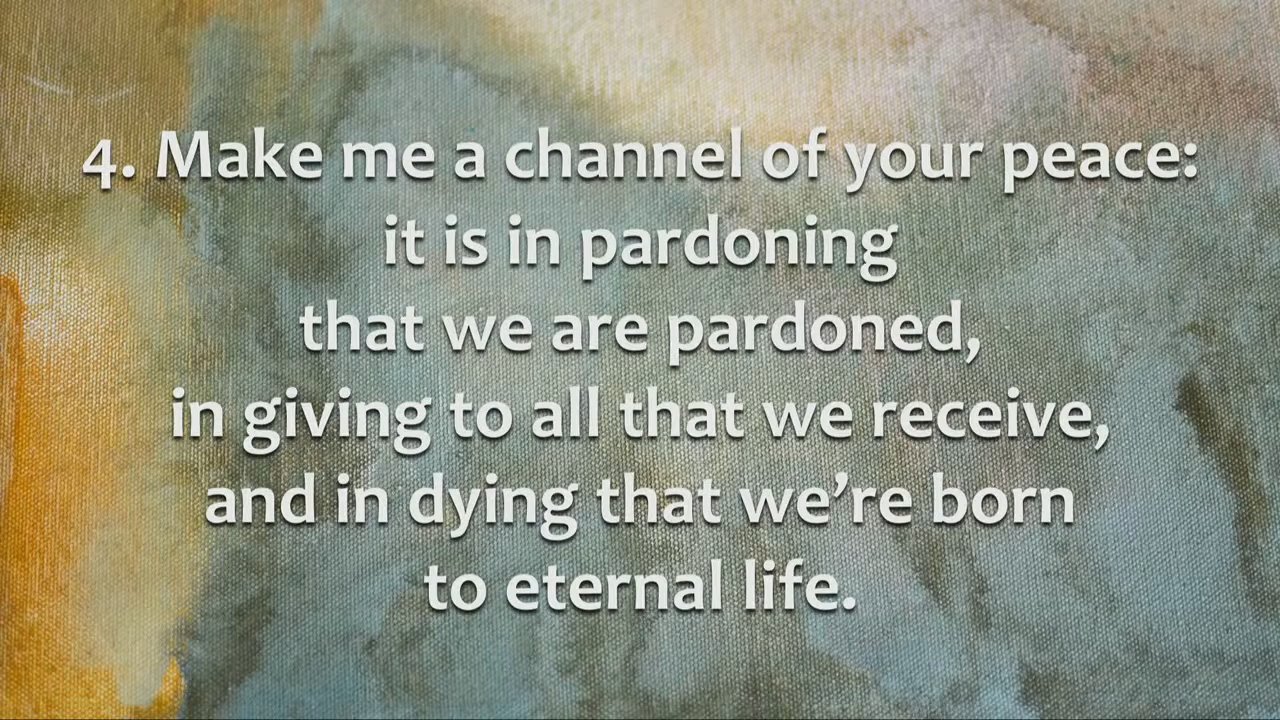 4. Make me a channel of your peace:
it is in pardoning
that we are pardoned,
in giving to all that we receive,
and in dying that we’re born
to eternal life.